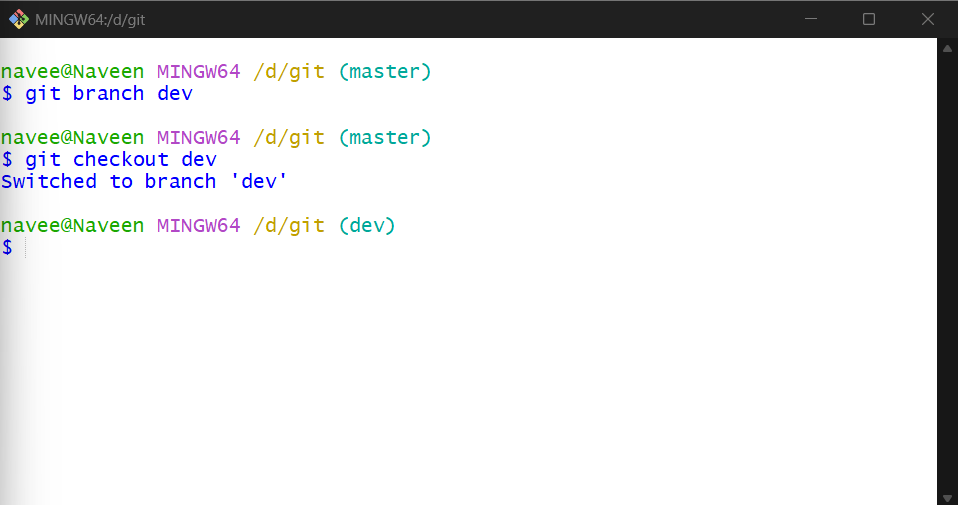 MINGW64:/d/git
navee@Naveen MINGW64 /d/git (master)
$ git branch dev
navee@Naveen MINGW64 /d/git (master)
$ git checkout dev
Switched to branch 'dev'
navee@Naveen MINGW64 /d/git (dev)
$